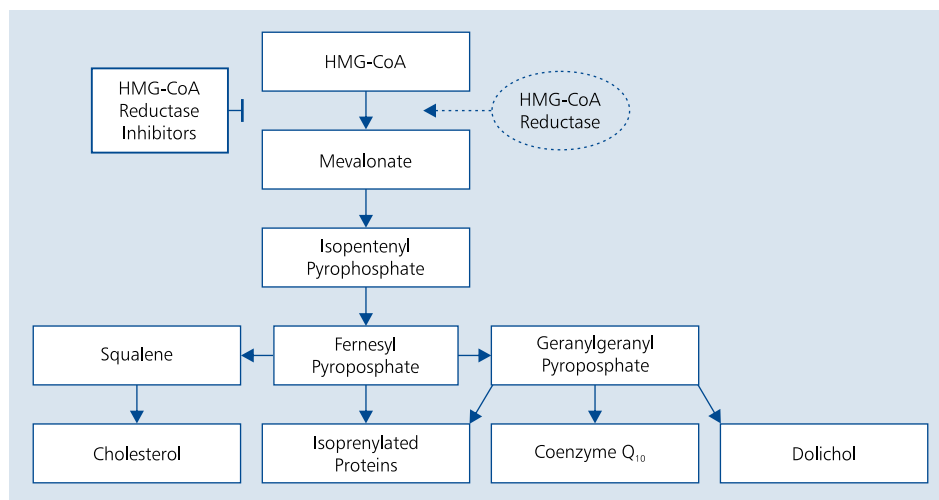 HMG-CoA
HMG-CoA
Reductase
Inhibitors
HMG-CoA
Reductase
Mevalonate
Isopentenyl
Pyrophosphate
Squalene
Fernesyl
Pyroposphate
Geranylgeranyl
Pyroposphate
Cholesterol
Isoprenylated
Proteins
Coenzyme Q₁₀
Dolichol